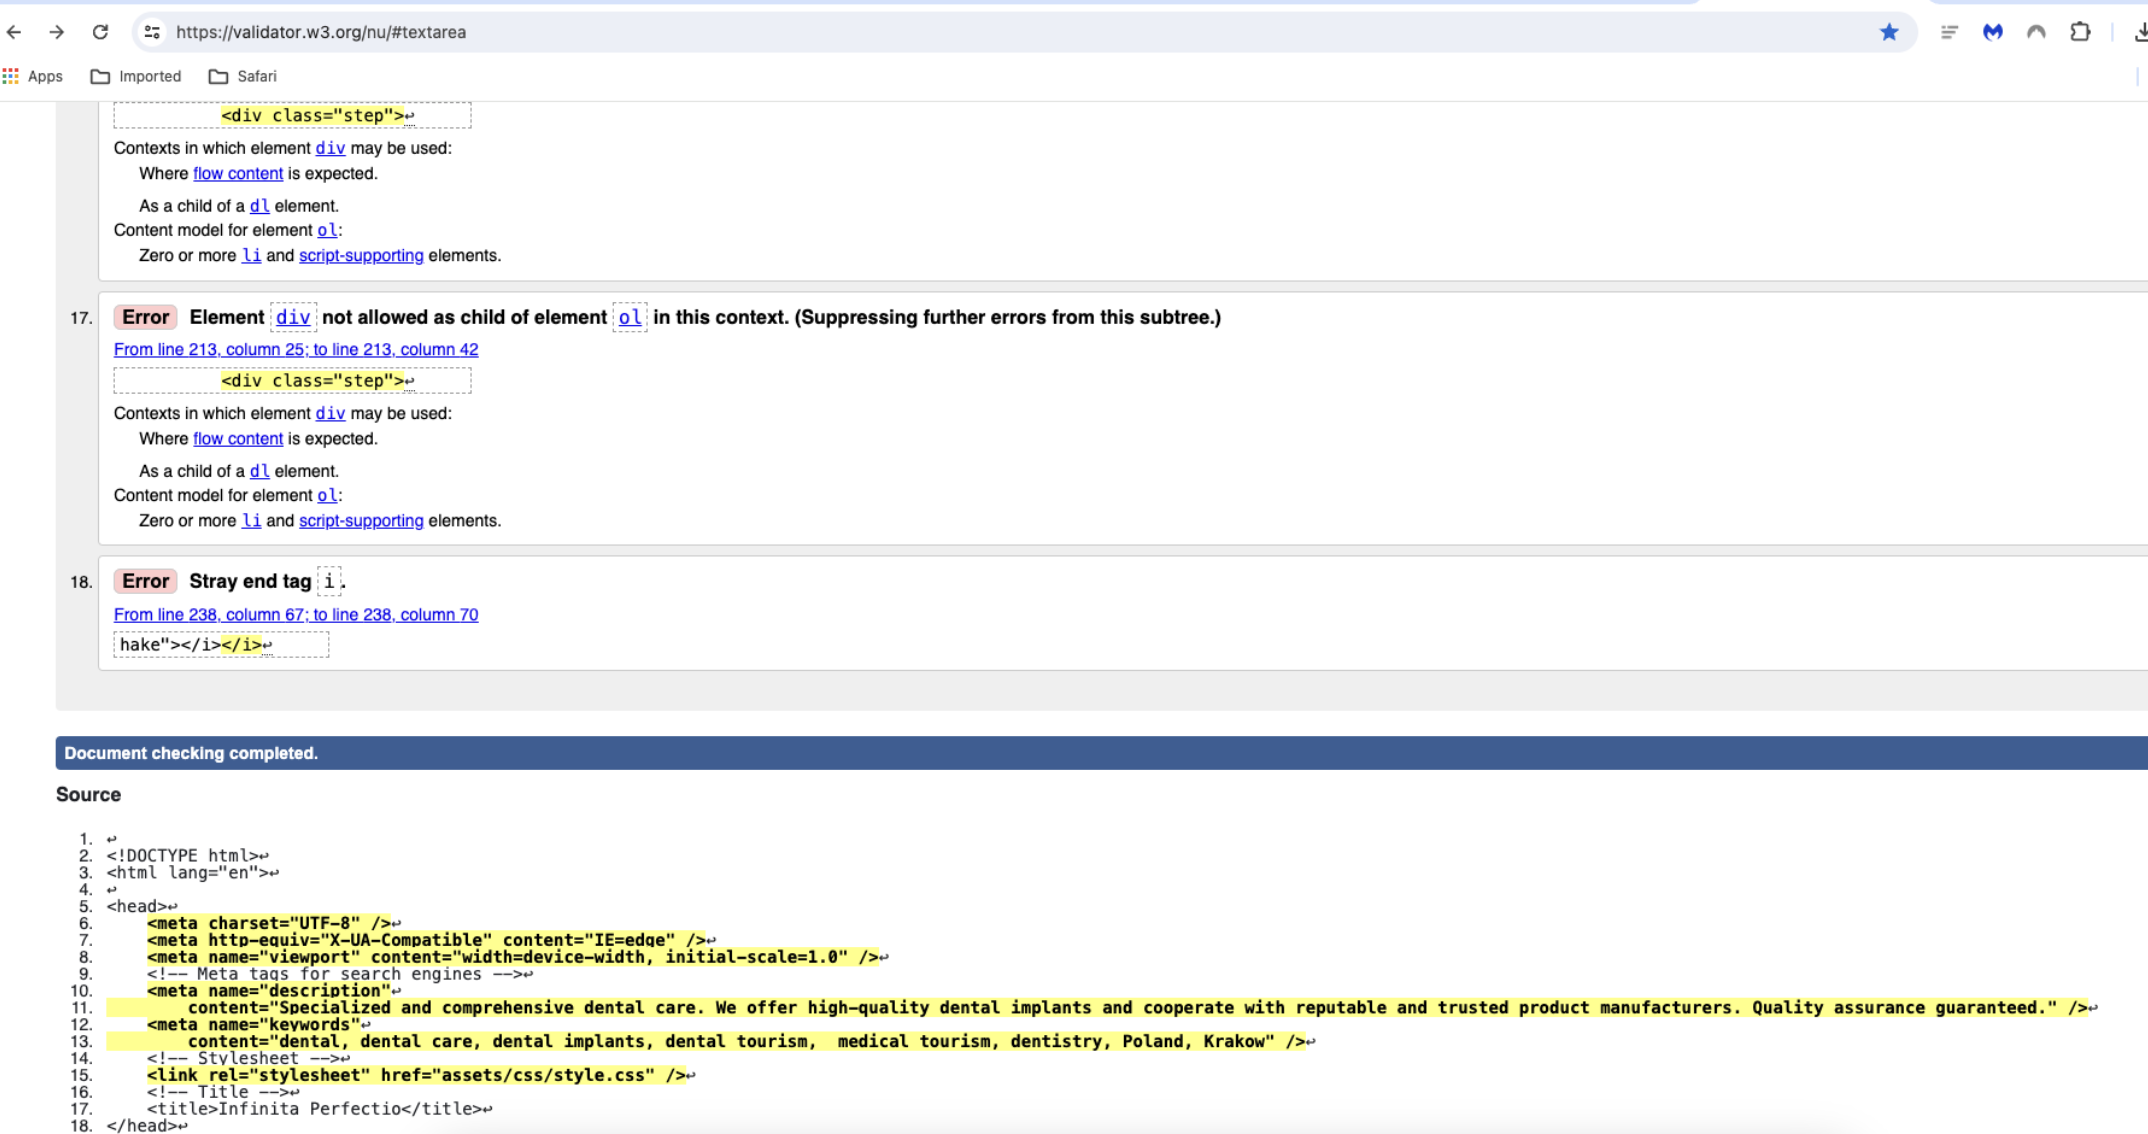 https://validator.w3.org/nu/#textarea
Apps Imported Safari
<div class="step">↩
Contexts in which element div may be used:
Where flow content is expected.
As a child of a dl element.
Content model for element ol:
Zero or more li and script-supporting elements.
17. Error Element div not allowed as child of element ol in this context. (Suppressing further errors from this subtree.)
From line 213, column 25; to line 213, column 42
<div class="step">↩
Contexts in which element div may be used:
Where flow content is expected.
As a child of a dl element.
Content model for element ol:
Zero or more li and script-supporting elements.
18. Error Stray end tag i.
From line 238, column 67; to line 238, column 70
hake"></i></i>↩
Document checking completed.
Source
1. ↩
2. <!DOCTYPE html>↩
3. <html lang="en">↩
4. ↩
5. <head>↩
6. <meta charset="UTF-8" />↩
7. <meta http-equiv="X-UA-Compatible" content="IE=edge" />↩
8. <meta name="viewport" content="width=device-width, initial-scale=1.0" />↩
9. <!-- Meta tags for search engines -->↩
10. <meta name="description"↩
11. content="Specialized and comprehensive dental care. We offer high-quality dental implants and cooperate with reputable and trusted product manufacturers. Quality assurance guaranteed." />↩
12. <meta name="keywords"↩
13. content="dental, dental care, dental implants, dental tourism,  medical tourism, dentistry, Poland, Krakow" />↩
14. <!-- Stylesheet -->↩
15. <link rel="stylesheet" href="assets/css/style.css" />↩
16. <!-- Title -->↩
17. <title>Infinita Perfectio</title>↩
18. </head>↩